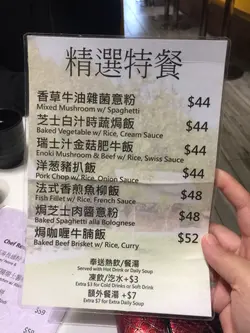 精選特餐
香草牛油雜菌意粉 $44
Mixed Mushroom w/ Spaghetti
芝士白汁時蔬焗飯 $44
Baked Vegetable w/ Rice, Cream Sauce
瑞士汁金菇肥牛飯 $44
Enoki Mushroom & Beef w/ Rice, Swiss Sauce
洋葱豬扒飯 $44
Pork Chop w/ Rice, Onion Sauce
法式香煎魚柳飯 $48
Fish Fillet w/ Rice, French Sauce
焗芝士肉醬意粉 $48
Baked Spaghetti alla Bolognese
焗咖喱牛腩飯 $52
Baked Beef Brisket w/ Rice, Curry
奉送熱飲/餐湯
Served with Hot Drink or Daily Soup
凍飲/汽水+$3
Extra $3 for Cold Drinks or Soft Drink
額外餐湯 +$7
Extra $7 for Extra Daily Soup
Chef Rec